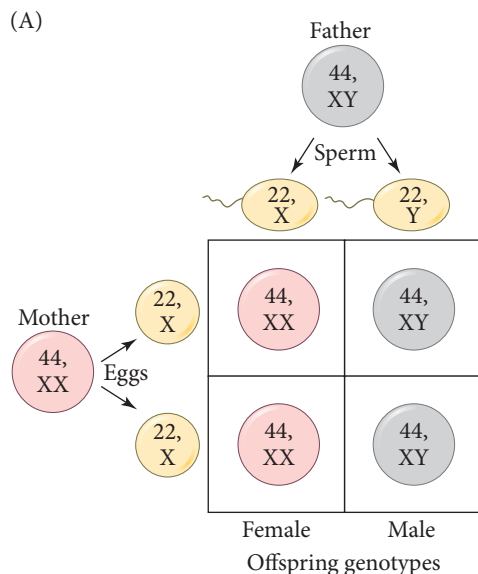 (A)
Father
44,
XY
Sperm
22,
X
22,
Y
Mother
44,
XX
Eggs
22,
X
22,
X
44,
XX
44,
XY
44,
XX
44,
XY
Female
Male
Offspring genotypes